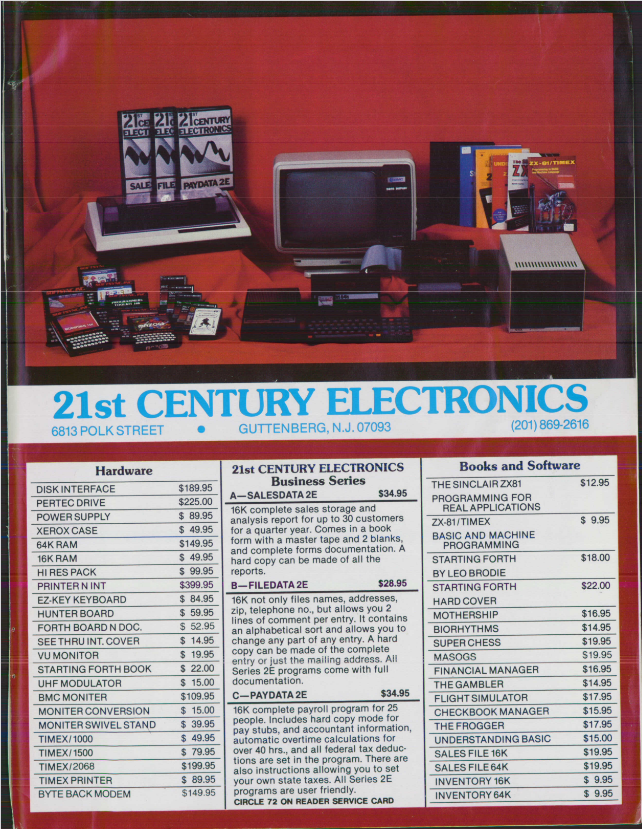 21ST CENTURY ELECTRONICS
SALES
FILE
PAYDATA 2E
ZX-81/TIMEX
21st CENTURY ELECTRONICS
6813 POLK STREET • GUTTENBERG, N.J. 07093 (201) 869-2616
Hardware
DISK INTERFACE $189.95
PERTEC DRIVE $225.00
POWER SUPPLY $ 89.95
XEROX CASE $ 49.95
64K RAM $149.95
16K RAM $ 49.95
HI RES PACK $ 99.95
PRINTER N INT $399.95
EZ-KEY KEYBOARD $ 84.95
HUNTER BOARD $ 59.95
FORTH BOARD N DOC. $ 52.95
SEE THRU INT. COVER $ 14.95
VU MONITOR $ 19.95
STARTING FORTH BOOK $ 22.00
UHF MODULATOR $ 15.00
BMC MONITER $109.95
MONITER CONVERSION $ 15.00
MONITER SWIVEL STAND $ 39.95
TIMEX/1000 $ 49.95
TIMEX/1500 $ 79.95
TIMEX/2068 $199.95
TIMEX PRINTER $ 89.95
BYTE BACK MODEM $149.95
21st CENTURY ELECTRONICS
Business Series
A—SALESDATA 2E $34.95
16K complete sales storage and
analysis report for up to 30 customers
for a quarter year. Comes in a book
form with a master tape and 2 blanks,
and complete forms documentation. A
hard copy can be made of all the
reports.
B—FILEDATA 2E $28.95
16K not only files names, addresses,
zip, telephone no., but allows you 2
lines of comment per entry. It contains
an alphabetical sort and allows you to
change any part of any entry. A hard
copy can be made of the complete
entry or just the mailing address. All
Series 2E programs come with full
documentation.
C—PAYDATA 2E $34.95
16K complete payroll program for 25
people. Includes hard copy mode for
pay stubs, and accountant information,
automatic overtime calculations for
over 40 hrs., and all federal tax deduc-
tions are set in the program. There are
also instructions allowing you to set
your own state taxes. All Series 2E
programs are user friendly.
CIRCLE 72 ON READER SERVICE CARD
Books and Software
THE SINCLAIR ZX81 $12.95
PROGRAMMING FOR
REAL APPLICATIONS
ZX-81/TIMEX $ 9.95
BASIC AND MACHINE
PROGRAMMING
STARTING FORTH $18.00
BY LEO BRODIE
STARTING FORTH $22.00
HARD COVER
MOTHERSHIP $16.95
BIORHYTHMS $14.95
SUPER CHESS $19.95
MASOGS $19.95
FINANCIAL MANAGER $16.95
THE GAMBLER $14.95
FLIGHT SIMULATOR $17.95
CHECKBOOK MANAGER $15.95
THE FROGGER $17.95
UNDERSTANDING BASIC $15.00
SALES FILE 16K $19.95
SALES FILE 64K $19.95
INVENTORY 16K $ 9.95
INVENTORY 64K $ 9.95